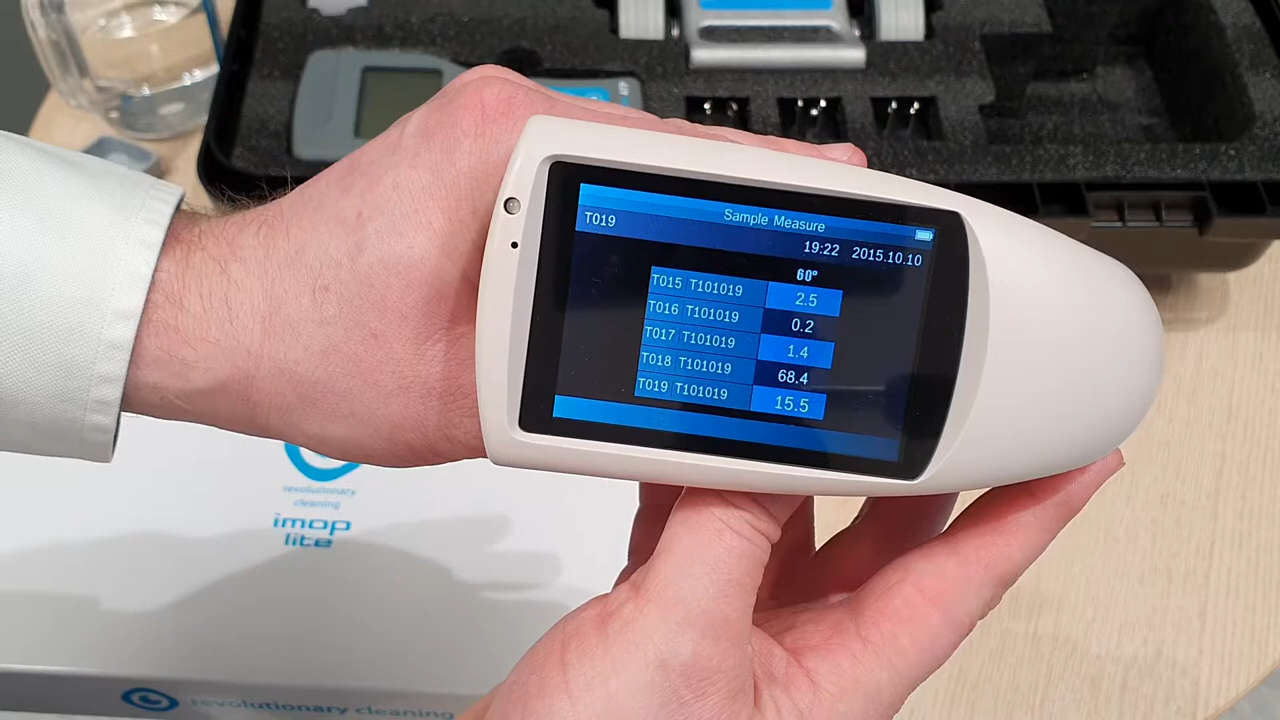 Sample Measure
T019
19:22 2015.10.10
60°
T015 T101019 2.5
T016 T101019 0.2
T017 T101019 1.4
T018 T101019 68.4
T019 T101019 15.5
revolutionary
cleaning
imop
lite
revolutionary cleaning